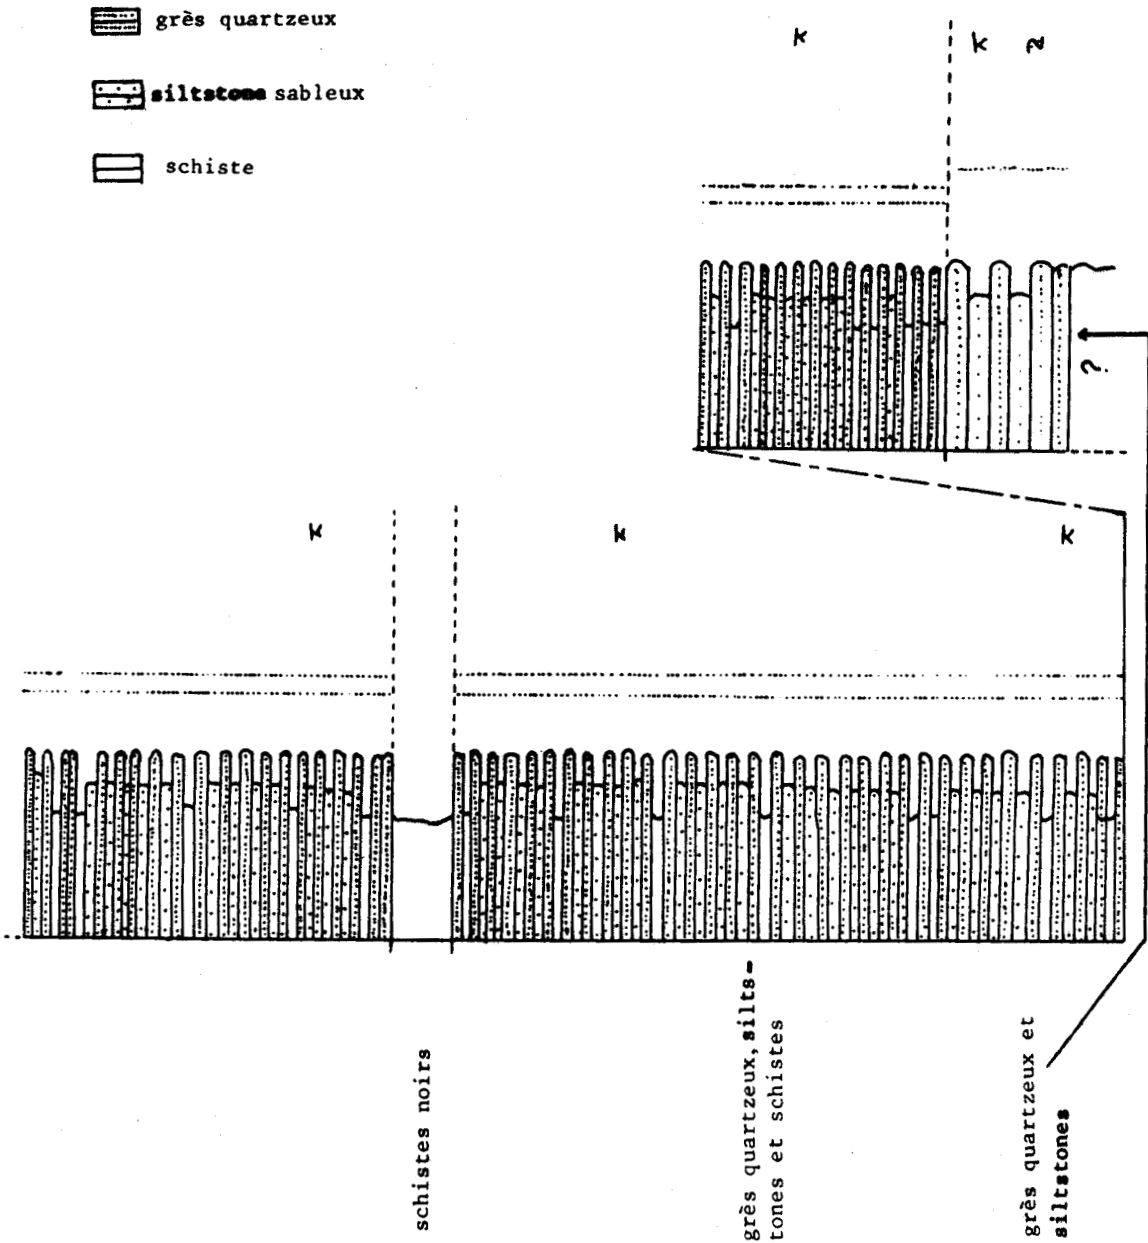 grès quartzeux
siltstone sableux
schiste
K
K
?
K
K
K
schistes noirs
grès quartzeux, silts-
tones et schistes
grès quartzeux et
siltstones